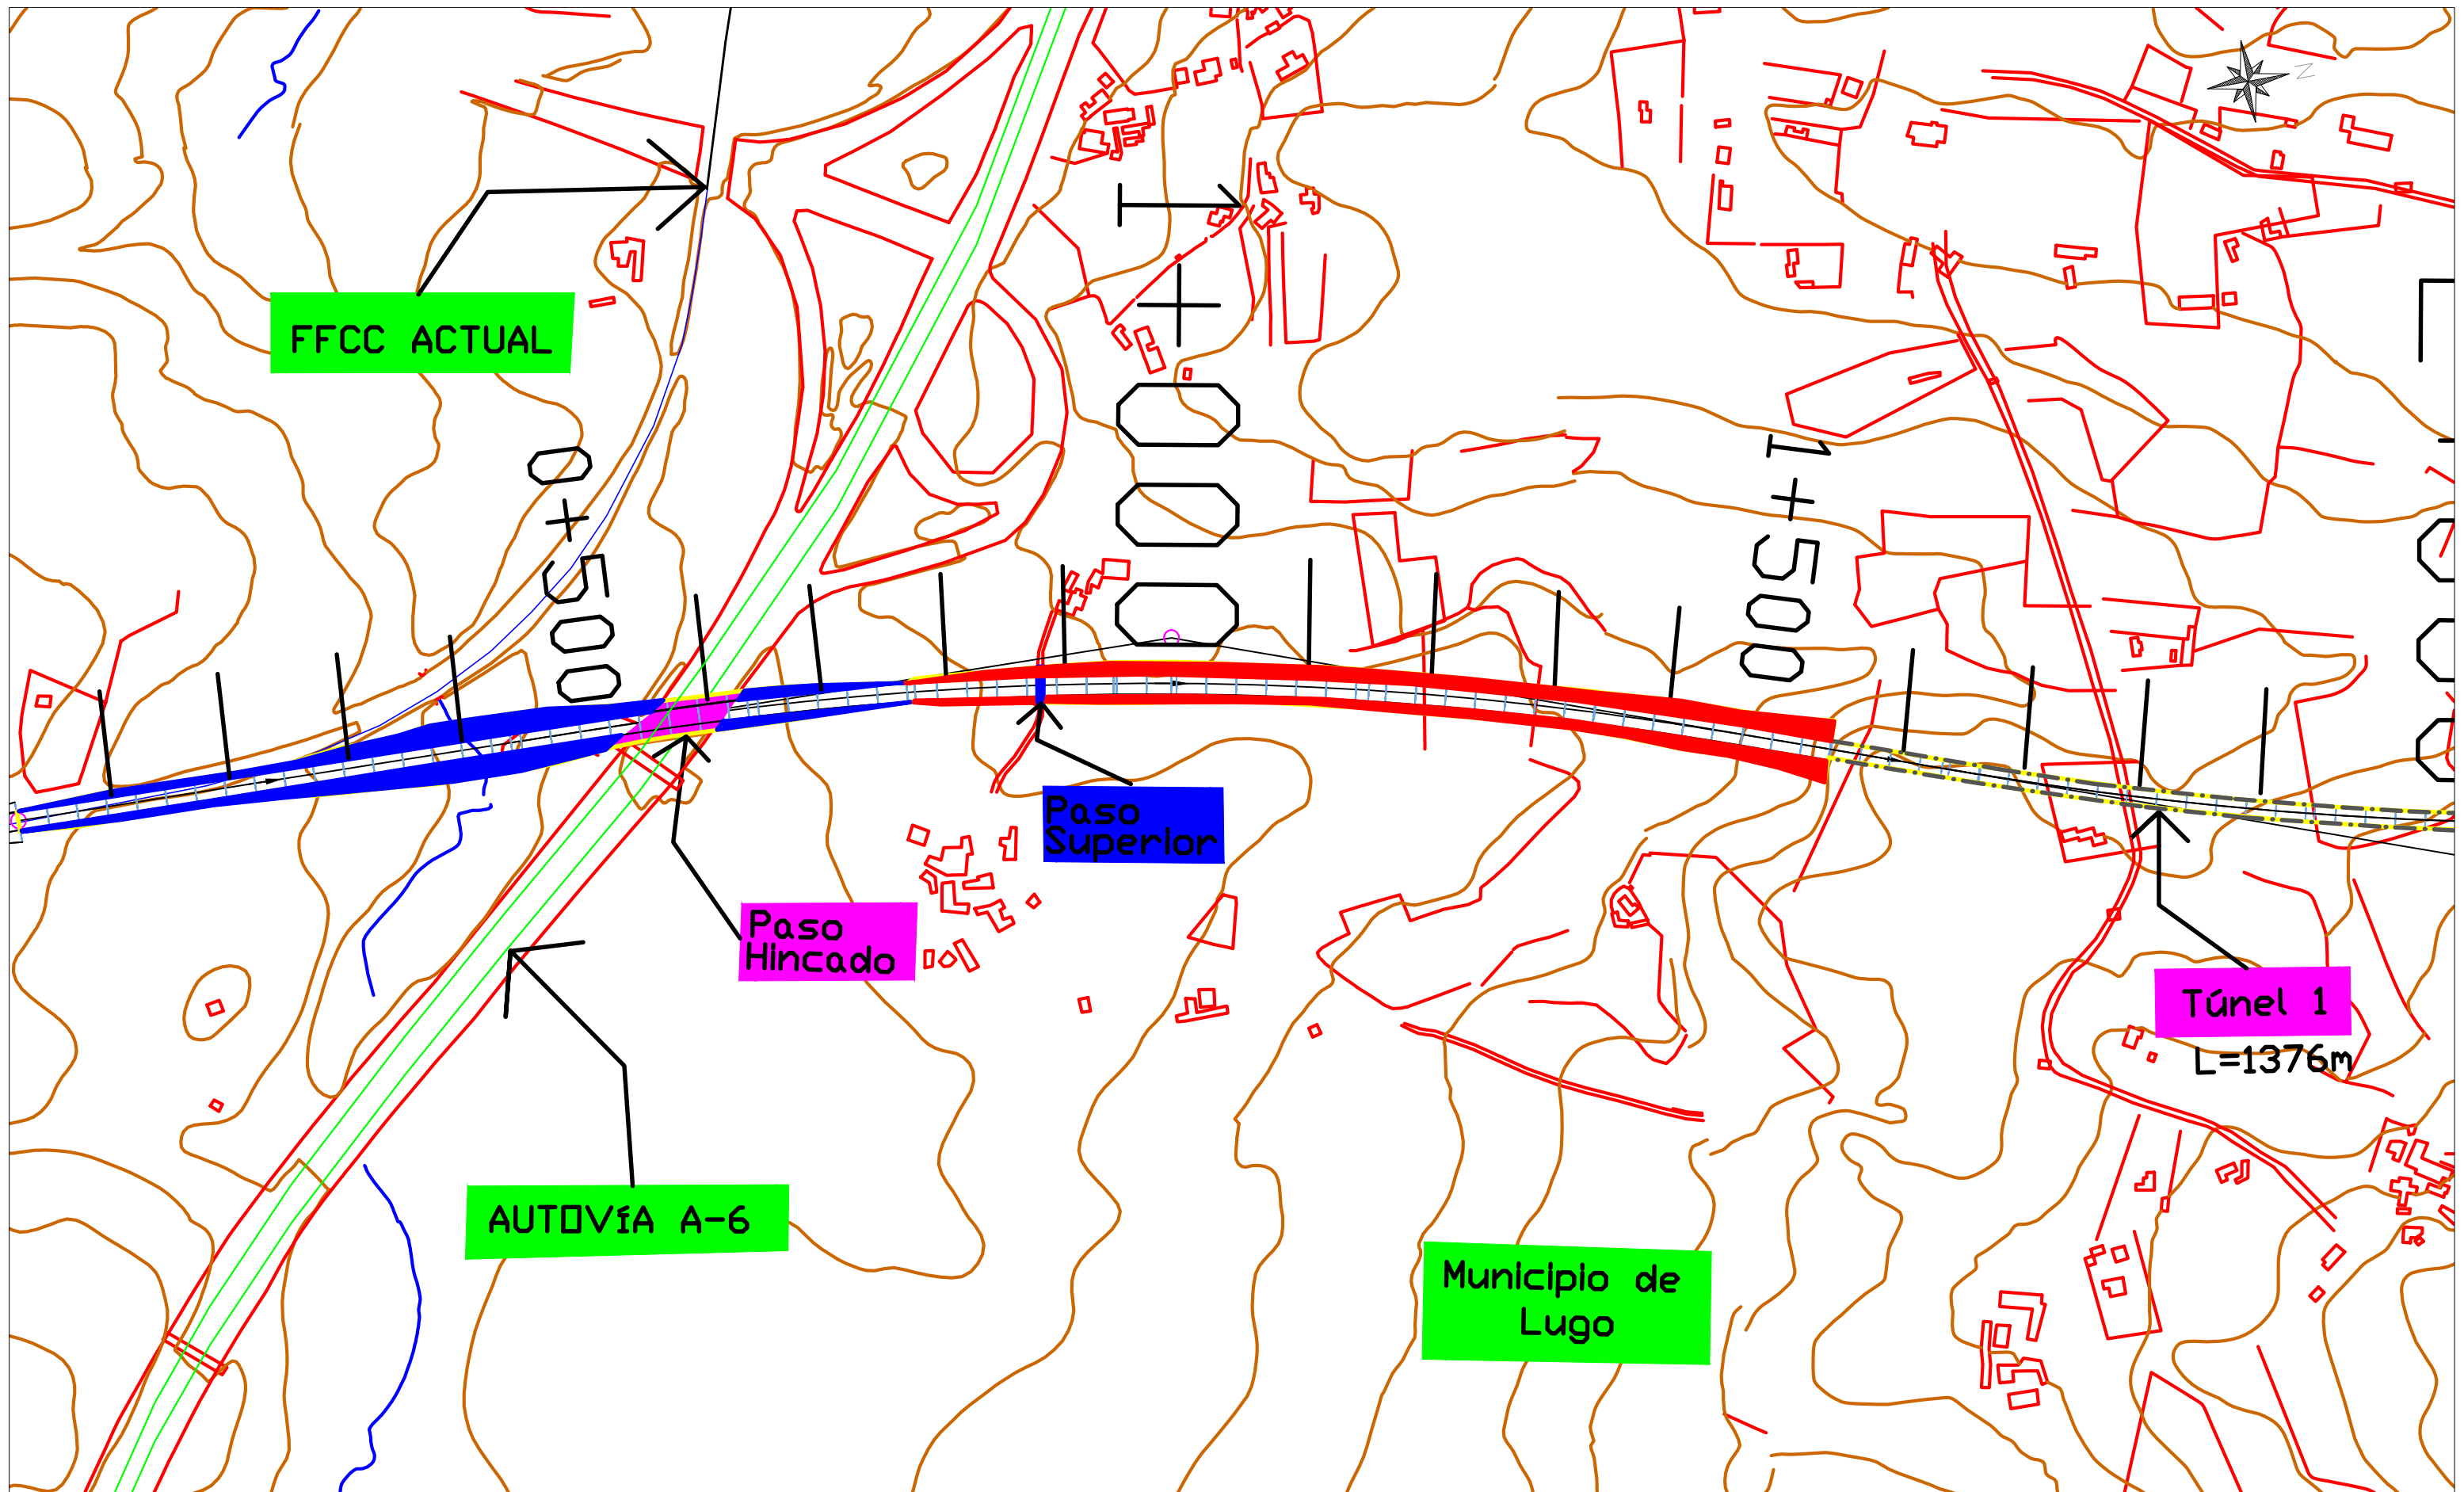 FFCC ACTUAL
0+500
1+000
1+500
Paso
Superior
Paso
Hincado
Túnel 1
L=1376m
AUTOVÍA A-6
Municipio de
Lugo